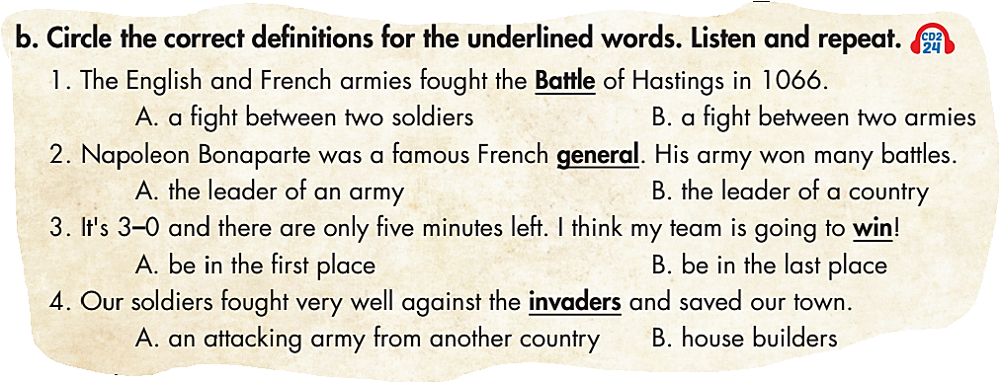 b. Circle the correct definitions for the underlined words. Listen and repeat. CD2 24
1. The English and French armies fought the Battle of Hastings in 1066.
A. a fight between two soldiers B. a fight between two armies
2. Napoleon Bonaparte was a famous French general. His army won many battles.
A. the leader of an army B. the leader of a country
3. It's 3–0 and there are only five minutes left. I think my team is going to win!
A. be in the first place B. be in the last place
4. Our soldiers fought very well against the invaders and saved our town.
A. an attacking army from another country B. house builders